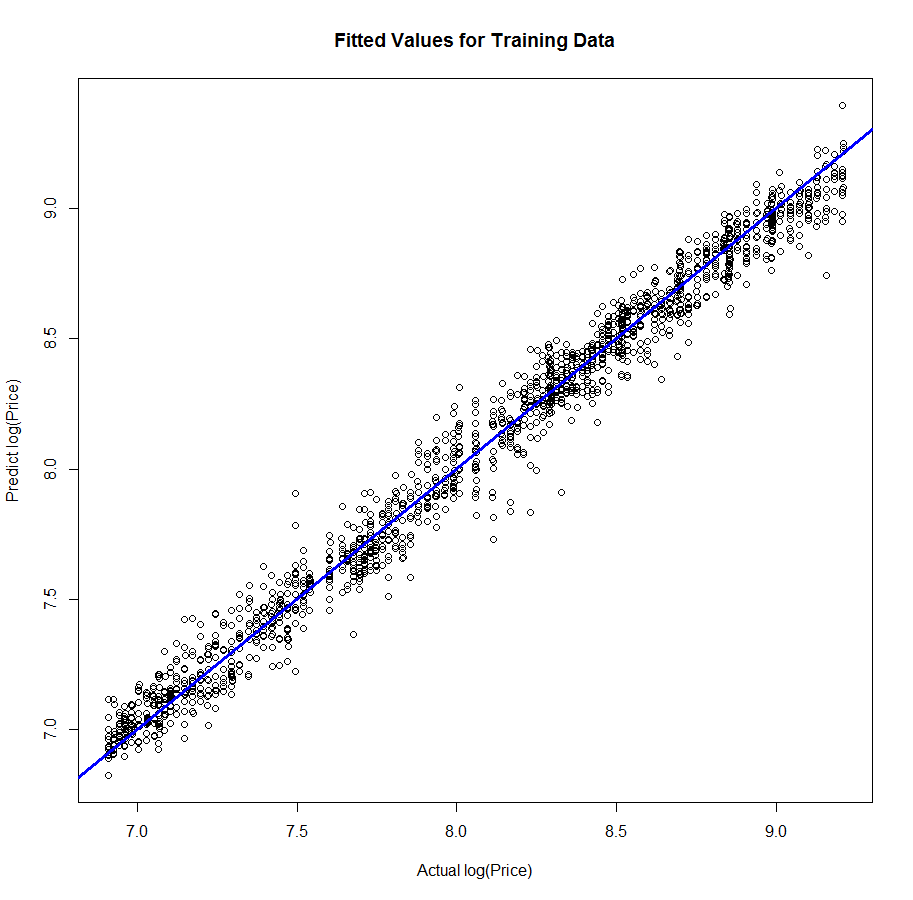 Fitted Values for Training Data
Predict log(Price)
9.0
8.5
8.0
7.5
7.0
7.0 7.5 8.0 8.5 9.0
Actual log(Price)